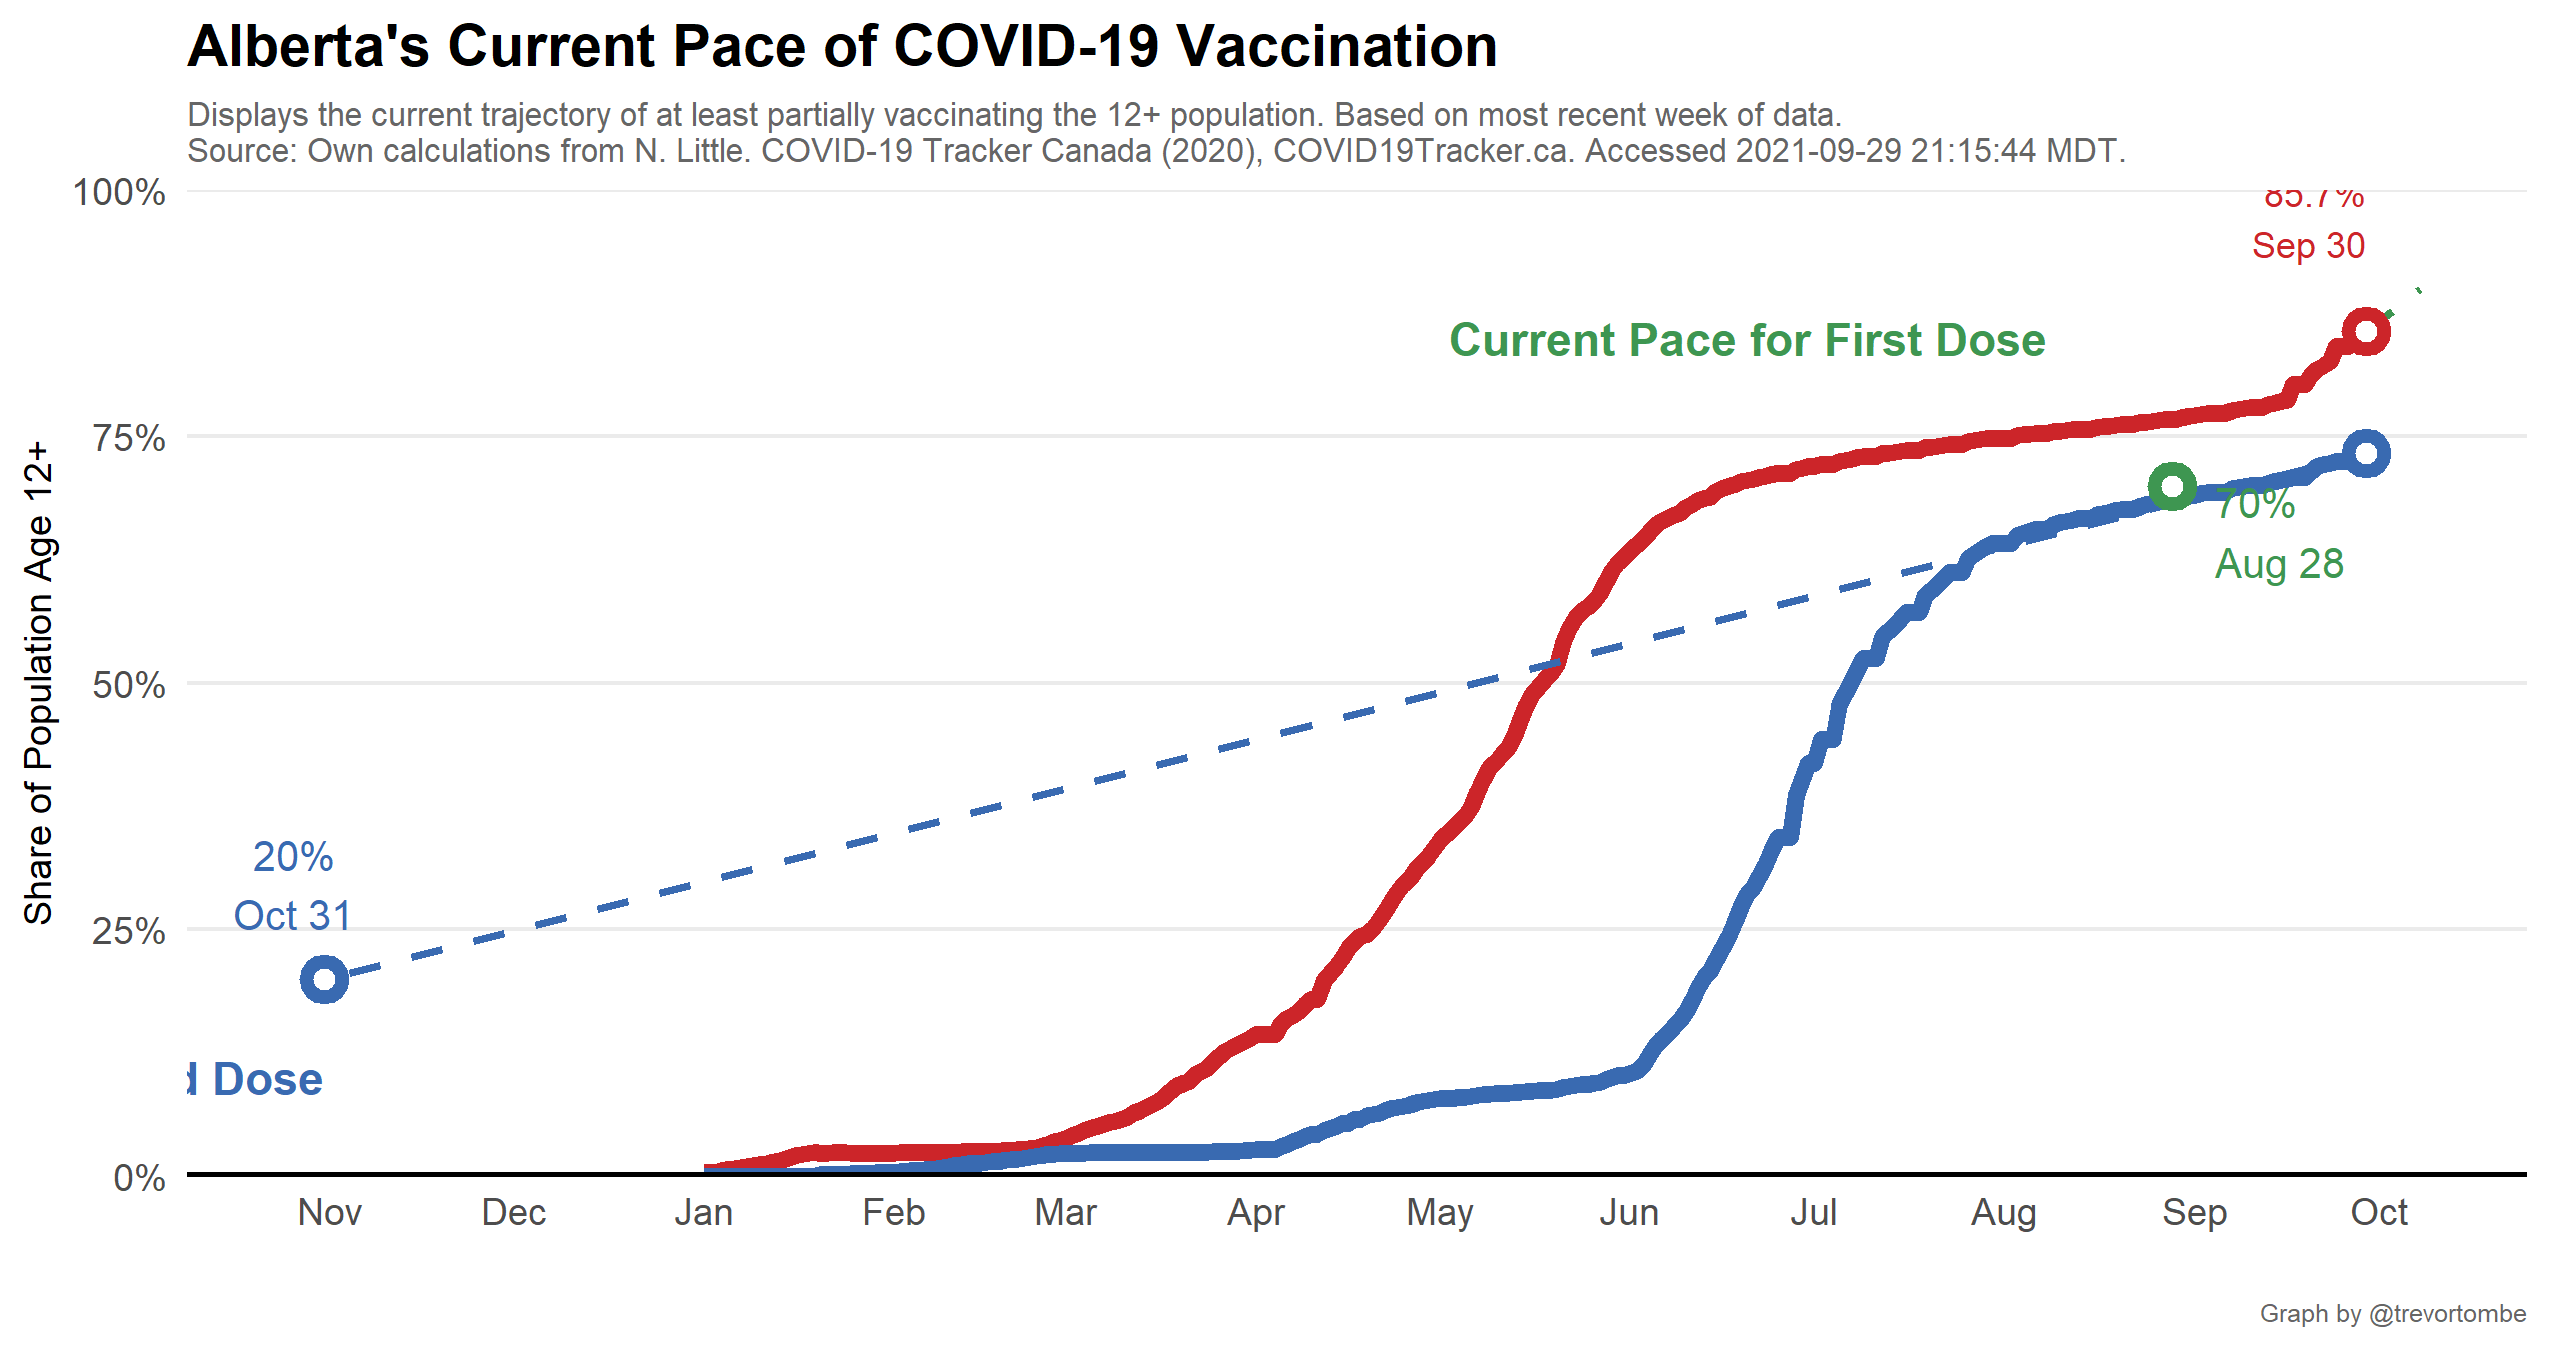 Alberta's Current Pace of COVID-19 Vaccination
Displays the current trajectory of at least partially vaccinating the 12+ population. Based on most recent week of data.
Source: Own calculations from N. Little. COVID-19 Tracker Canada (2020), COVID19Tracker.ca. Accessed 2021-09-29 21:15:44 MDT.
100%
85.7%
Sep 30
Current Pace for First Dose
75%
70%
Aug 28
Share of Population Age 12+
50%
20%
Oct 31
25%
d Dose
0%
Nov Dec Jan Feb Mar Apr May Jun Jul Aug Sep Oct
Graph by @trevortombe